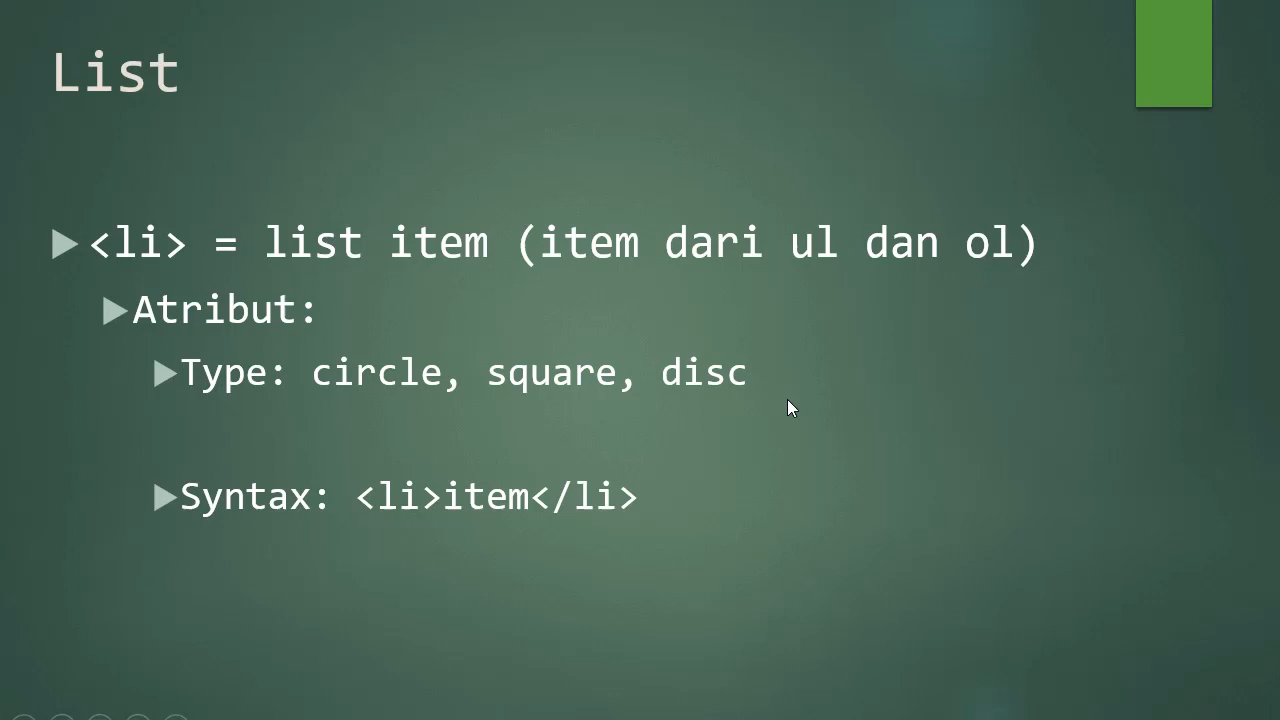 List
<li> = list item (item dari ul dan ol)
Atribut:
Type: circle, square, disc
Syntax: <li>item</li>